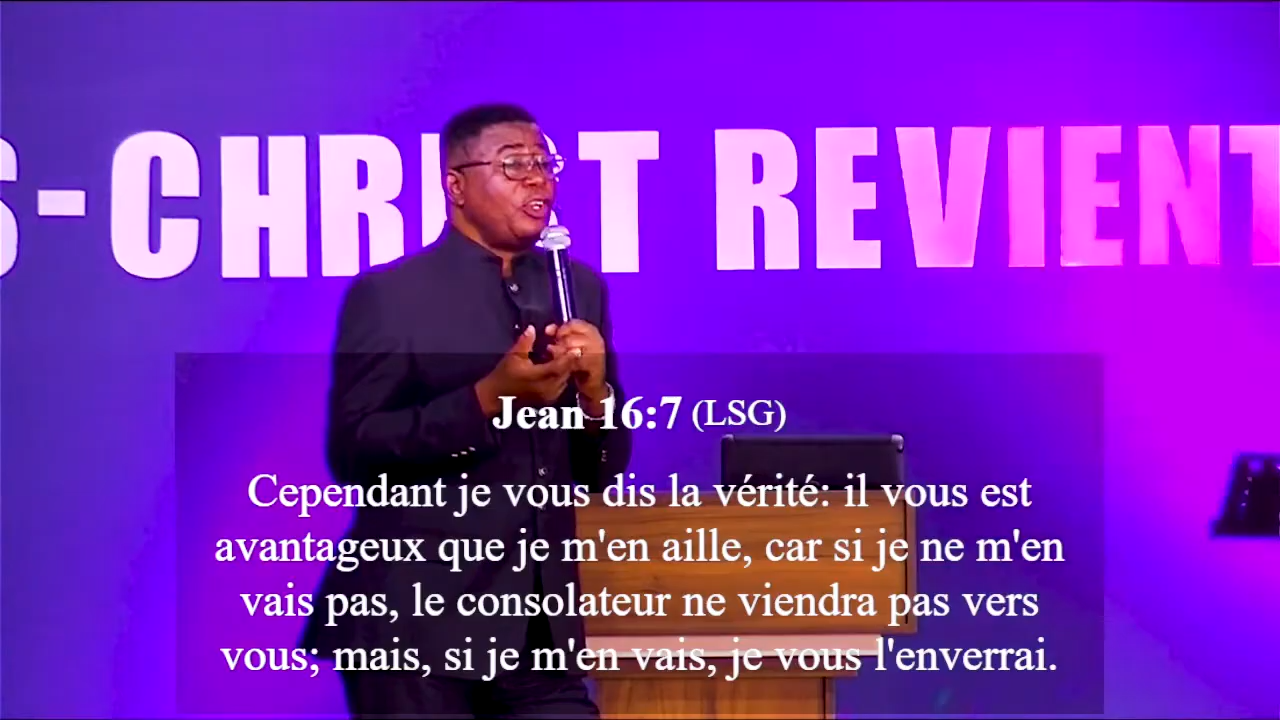 S-CHRIST REVIENT
Jean 16:7 (LSG)
Cependant je vous dis la vérité: il vous est
avantageux que je m'en aille, car si je ne m'en
vais pas, le consolateur ne viendra pas vers
vous; mais, si je m'en vais, je vous l'enverrai.